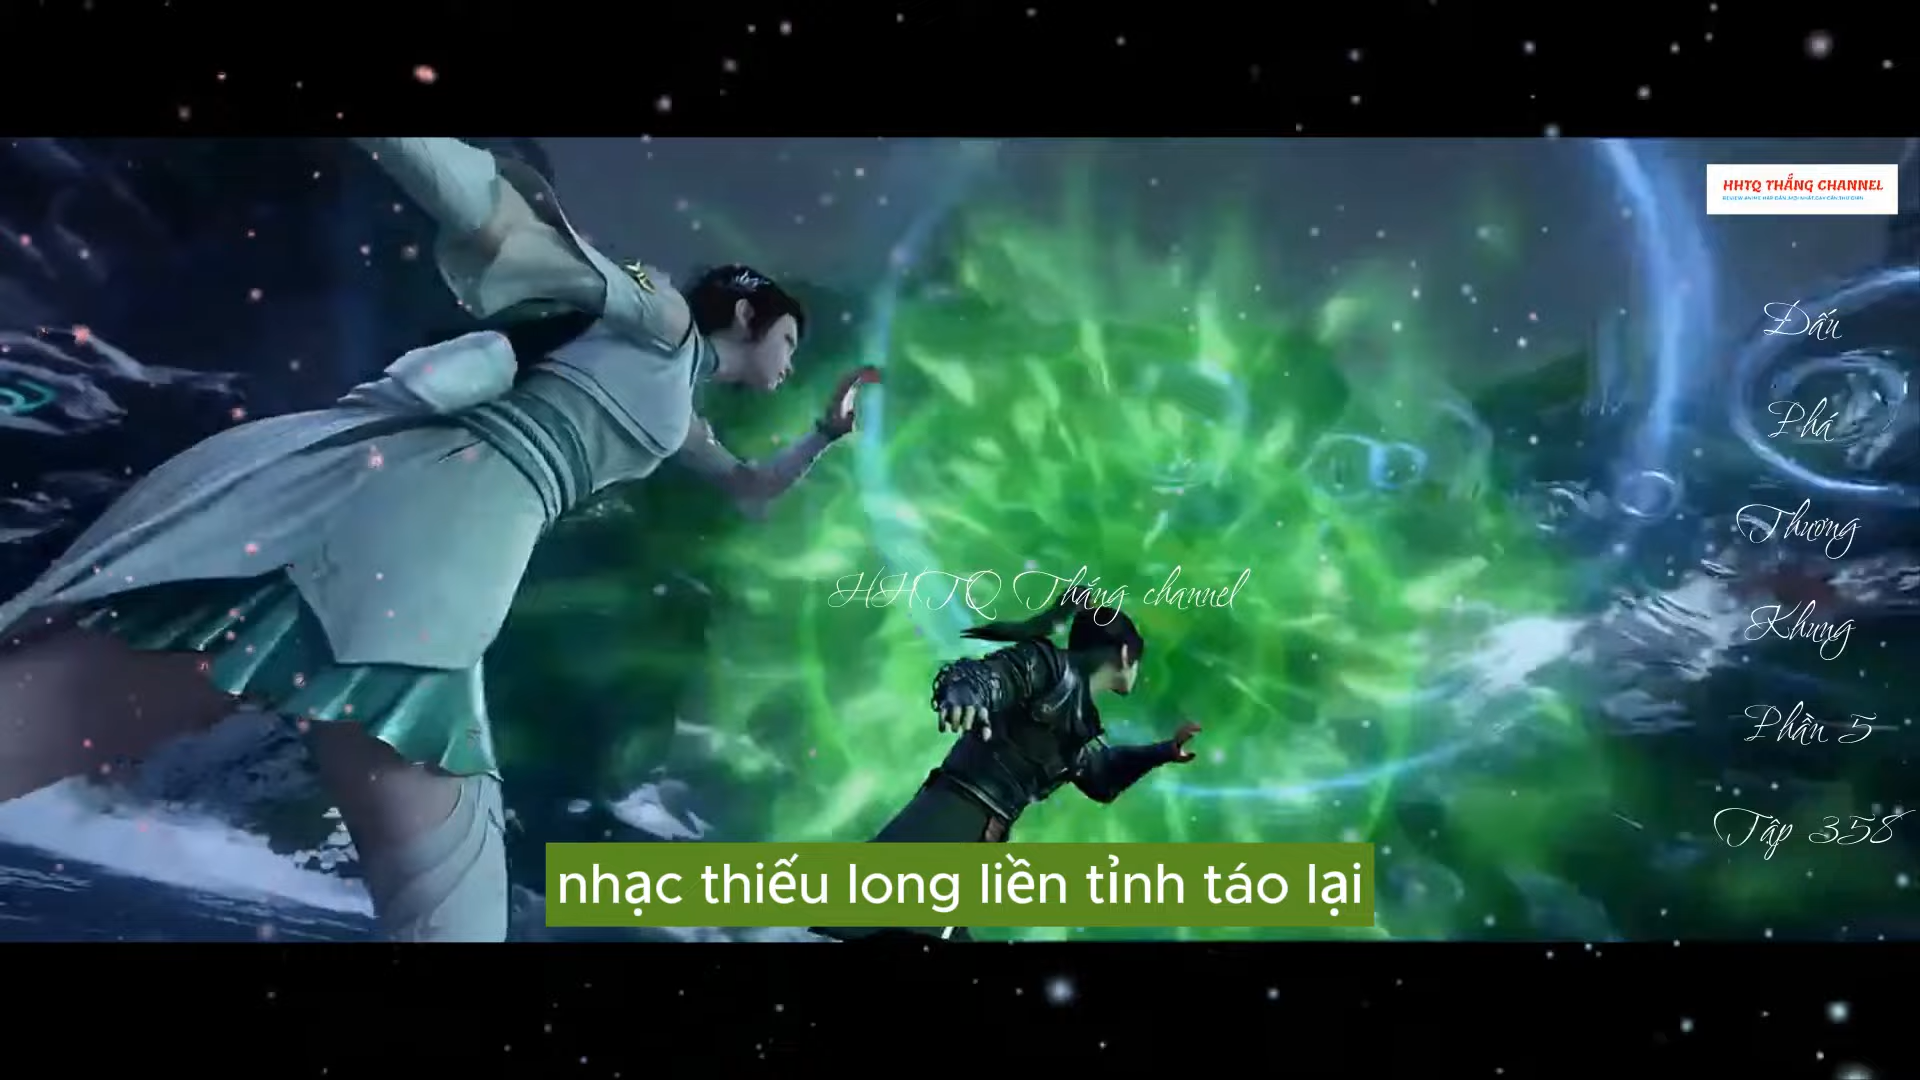 HHTQ THẮNG CHANNEL
Đấu
Phá
Thương
Khung
HHTQ Thắng channel
Phần 5
Tập 358
nhạc thiếu long liền tỉnh táo lại